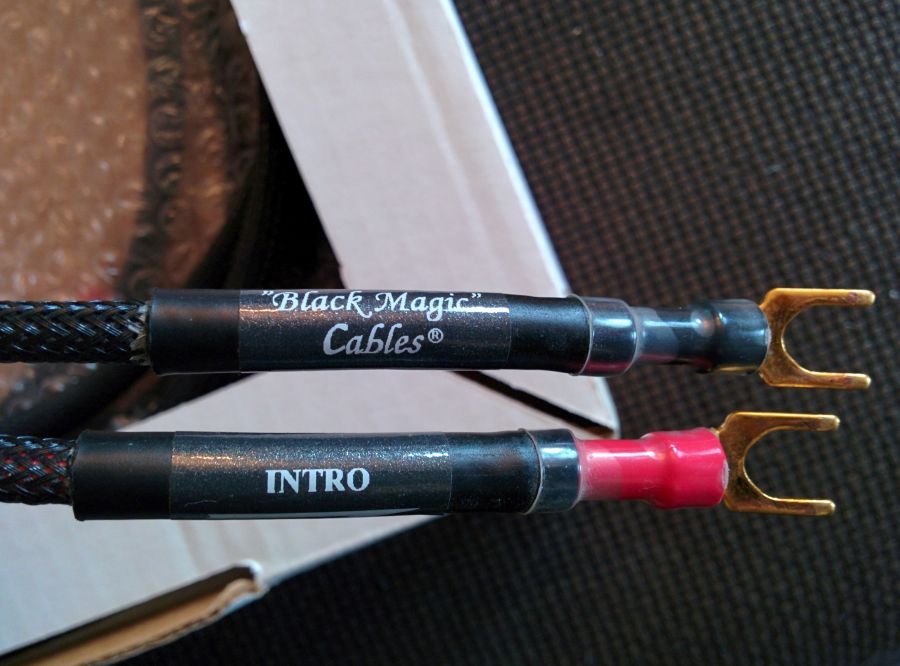 "Black Magic"
Cables®
INTRO